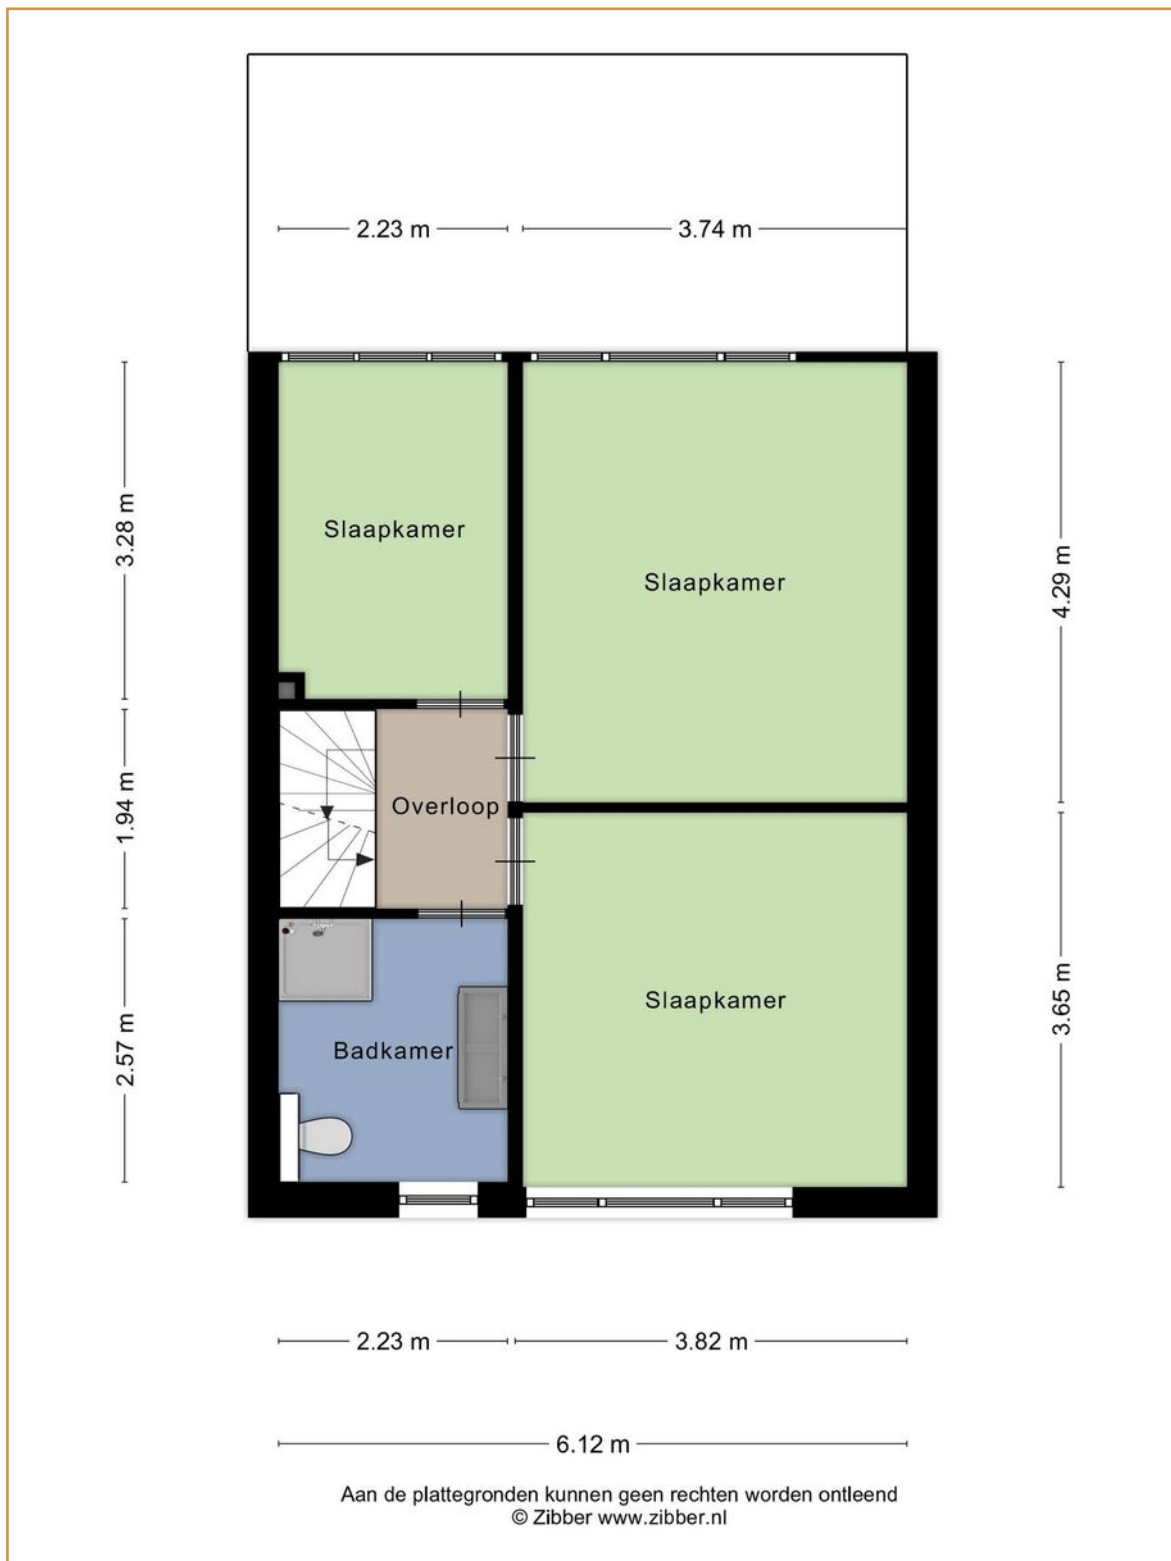 2.23 m
3.74 m
3.28 m
Slaapkamer
Slaapkamer
4.29 m
1.94 m
Overloop
2.57 m
Badkamer
Slaapkamer
3.65 m
2.23 m
3.82 m
6.12 m
Aan de plattegronden kunnen geen rechten worden ontleend
© Zibber www.zibber.nl